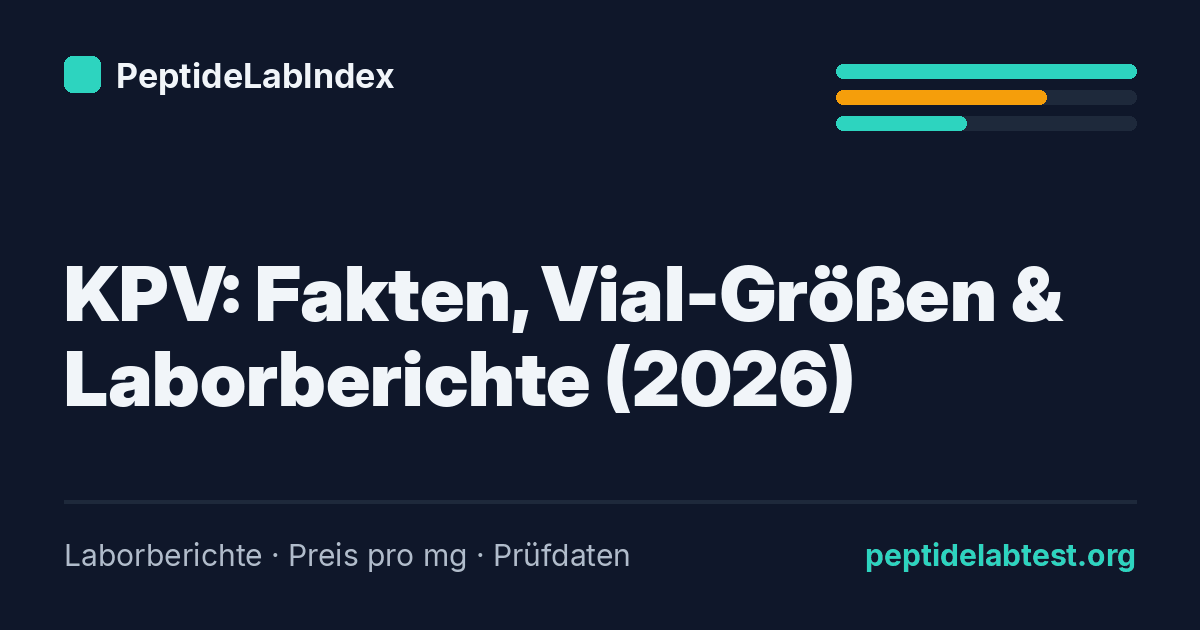 PeptideLabIndex
KPV: Fakten, Vial-Größen &
Laborberichte (2026)
Laborberichte · Preis pro mg · Prüfdaten
peptidelabtest.org